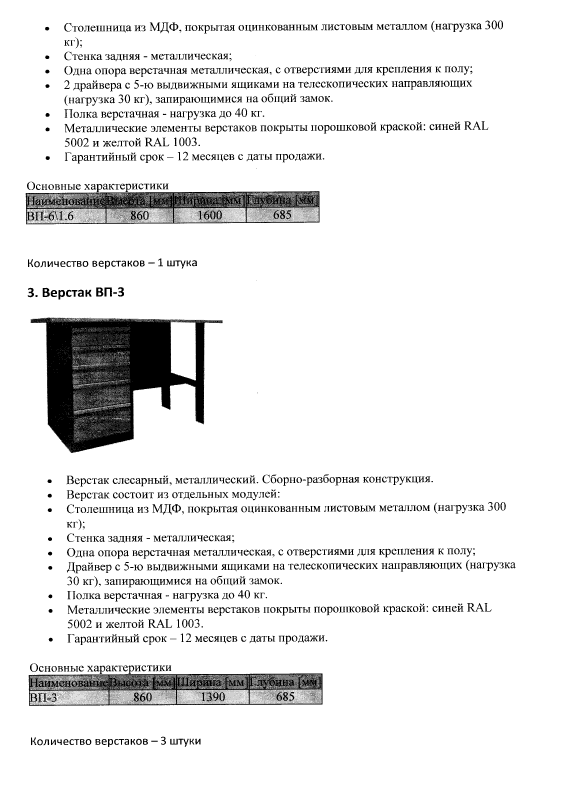 • Столешница из МДФ, покрытая оцинкованным листовым металлом (нагрузка 300
кг);
• Стенка задняя - металлическая;
• Одна опора верстачная металлическая, с отверстиями для крепления к полу;
• 2 драйвера с 5-ю выдвижными ящиками на телескопических направляющих
(нагрузка 30 кг), запирающимися на общий замок.
• Полка верстачная - нагрузка до 40 кг.
• Металлические элементы верстаков покрыты порошковой краской: синей RAL
5002 и желтой RAL 1003.
• Гарантийный срок – 12 месяцев с даты продажи.
Основные характеристики
Наименование Высота [мм] Ширина [мм] Глубина [мм]
ВП-6\1.6 860 1600 685
Количество верстаков – 1 штука
3. Верстак ВП-3
• Верстак слесарный, металлический. Сборно-разборная конструкция.
• Верстак состоит из отдельных модулей:
• Столешница из МДФ, покрытая оцинкованным листовым металлом (нагрузка 300
кг);
• Стенка задняя - металлическая;
• Одна опора верстачная металлическая, с отверстиями для крепления к полу;
• Драйвер с 5-ю выдвижными ящиками на телескопических направляющих (нагрузка
30 кг), запирающимися на общий замок.
• Полка верстачная - нагрузка до 40 кг.
• Металлические элементы верстаков покрыты порошковой краской: синей RAL
5002 и желтой RAL 1003.
• Гарантийный срок – 12 месяцев с даты продажи.
Основные характеристики
Наименование Высота [мм] Ширина [мм] Глубина [мм]
ВП-3 860 1390 685
Количество верстаков – 3 штуки